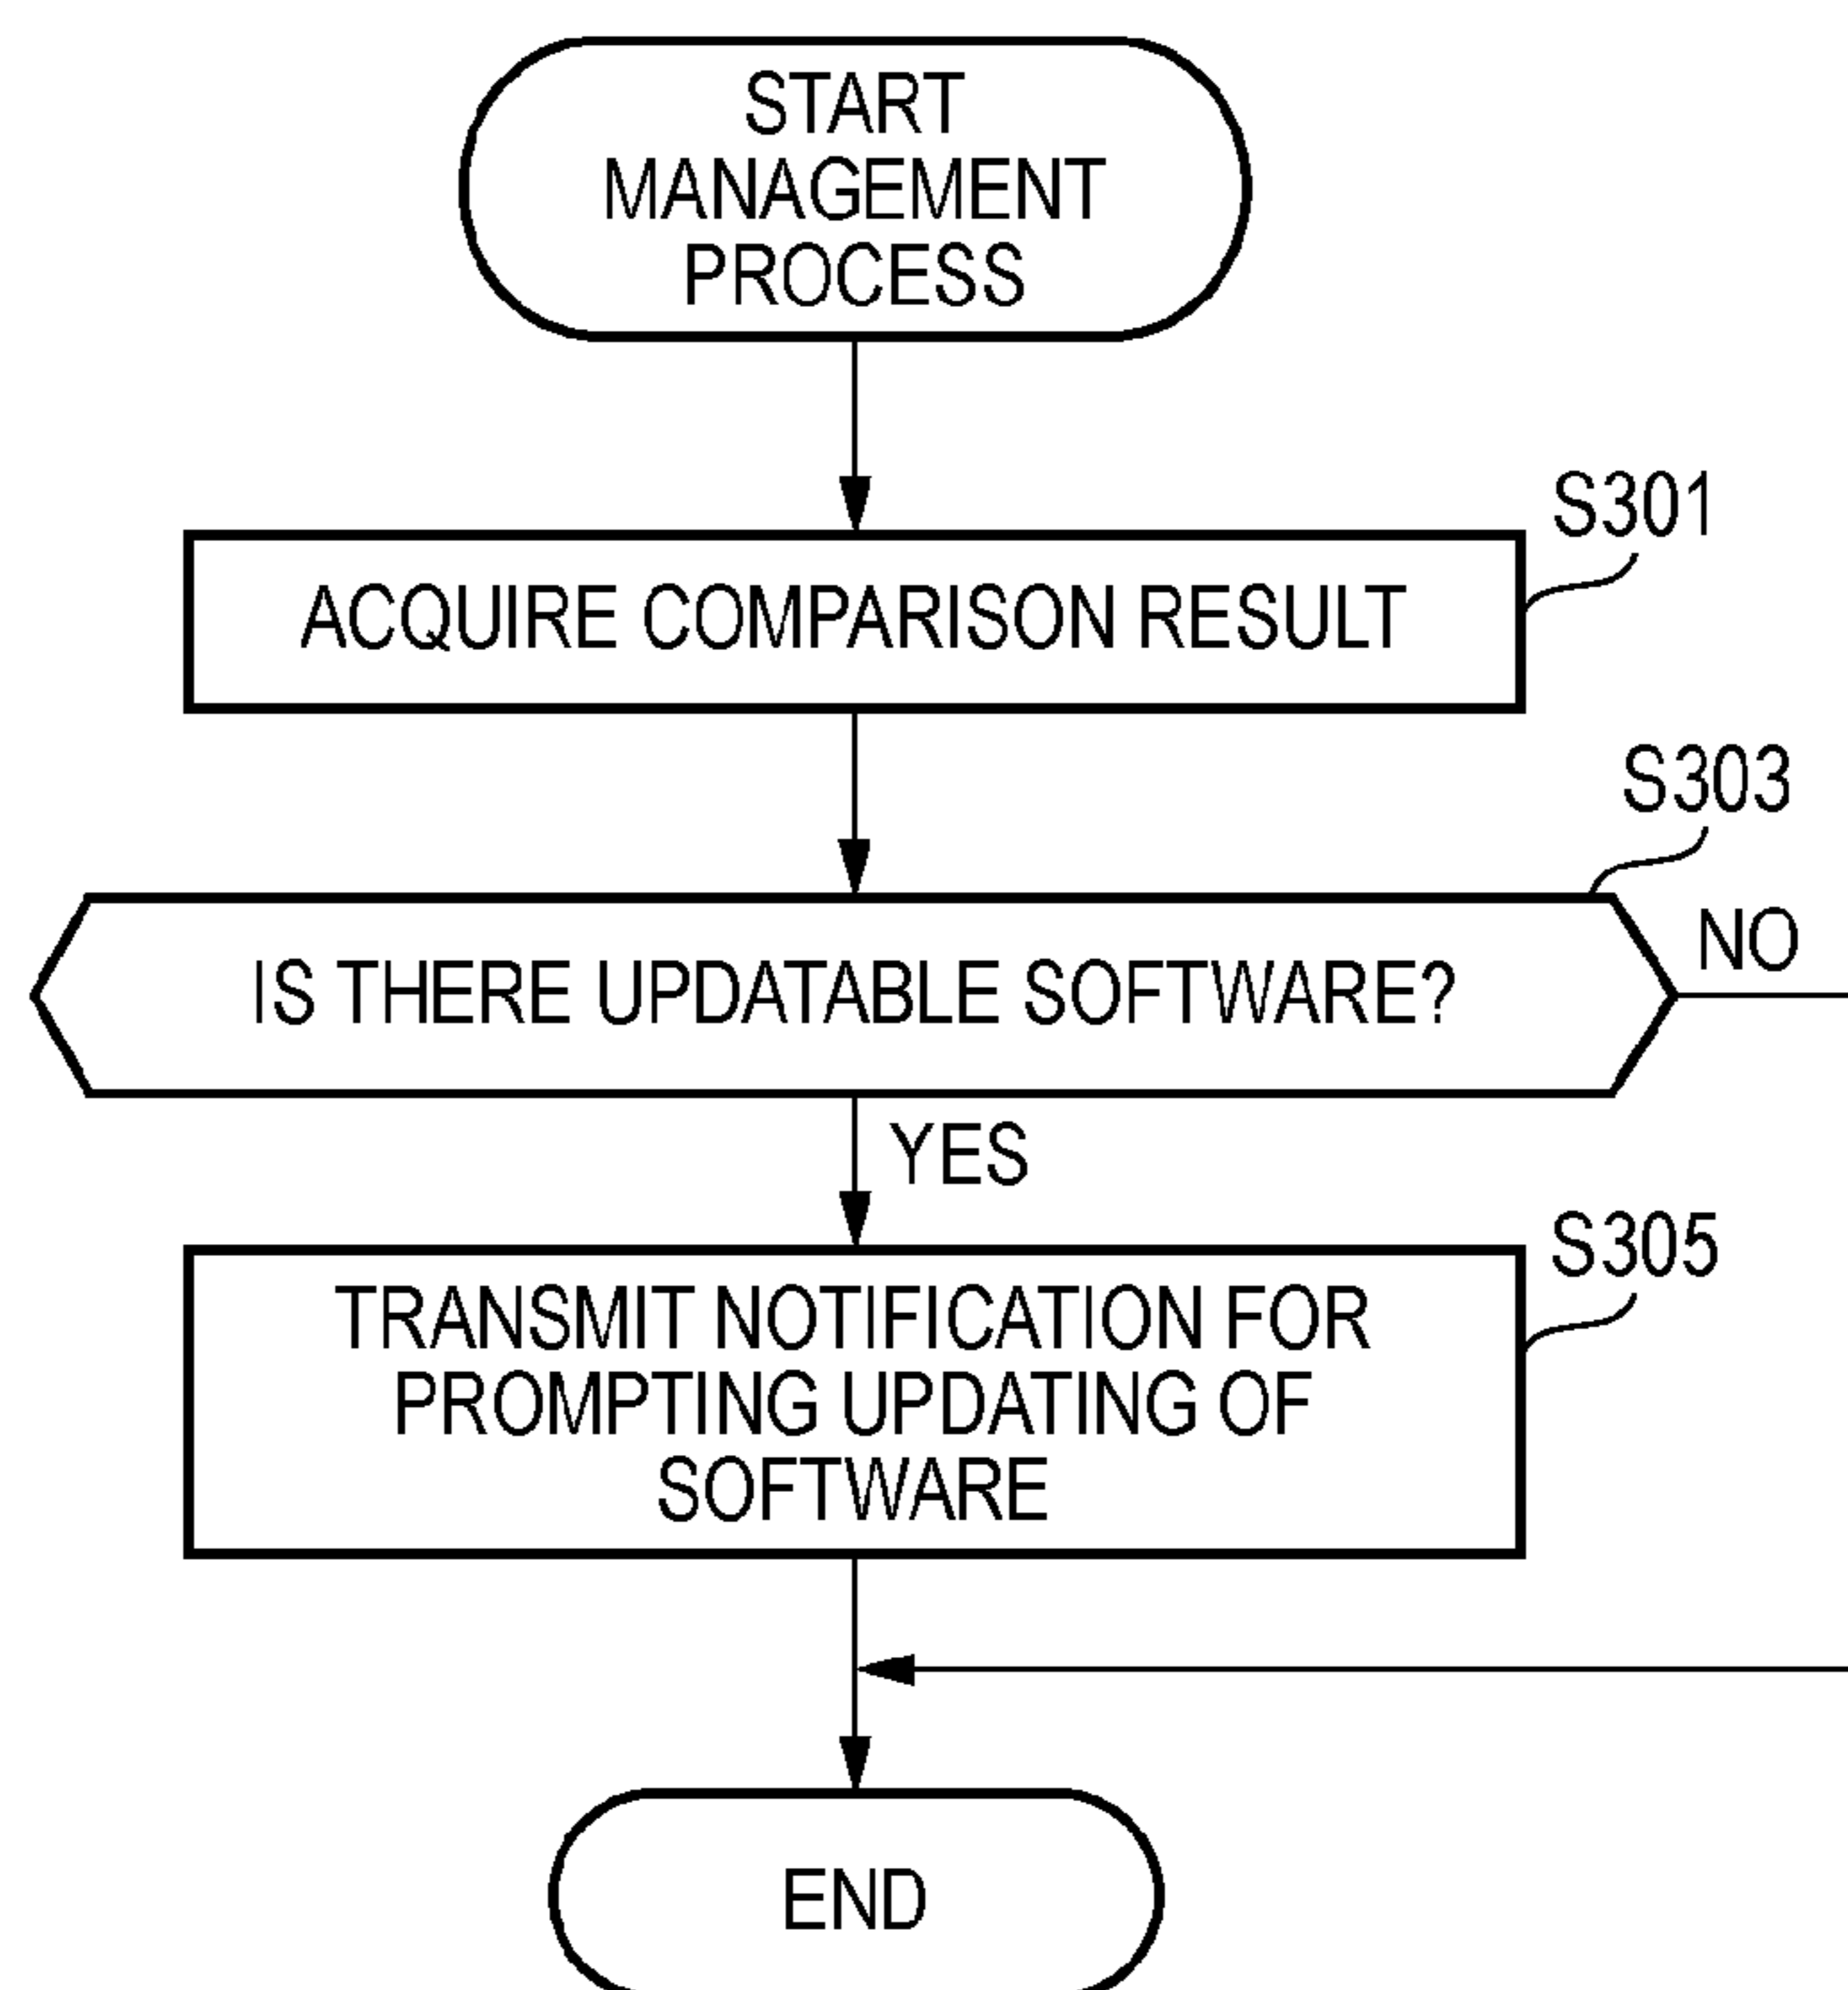 START
MANAGEMENT
PROCESS
S301
ACQUIRE COMPARISON RESULT
S303
IS THERE UPDATABLE SOFTWARE?
NO
YES
S305
TRANSMIT NOTIFICATION FOR
PROMPTING UPDATING OF
SOFTWARE
END